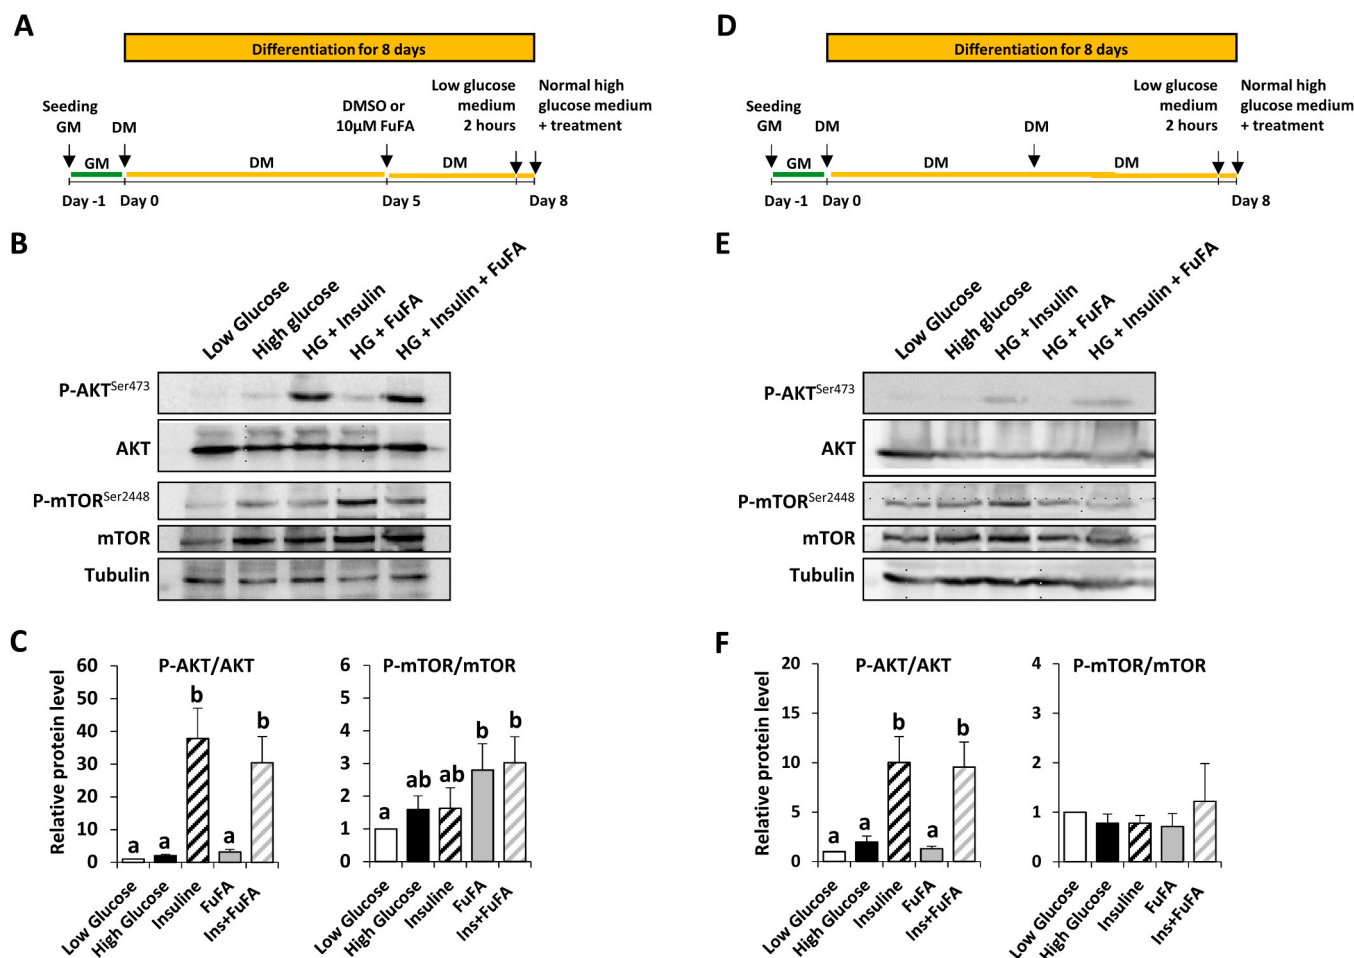 A
Differentiation for 8 days
Seeding
GM
DM
DMSO or
10µM FuFA
Low glucose
medium
2 hours
Normal high
glucose medium
+ treatment
GM
DM
DM
Day -1
Day 0
Day 5
Day 8
B
Low Glucose
High glucose
HG + Insulin
HG + FuFA
HG + Insulin + FuFA
P-AKTSer473
AKT
P-mTORSer2448
mTOR
Tubulin
C
P-AKT/AKT
Relative protein level
60
50
40
30
20
10
0
a
a
b
a
b
Low Glucose
High Glucose
Insuline
FuFA
Ins+FuFA
P-mTOR/mTOR
6
5
4
3
2
1
0
a
ab
ab
b
b
Low Glucose
High Glucose
Insuline
FuFA
Ins+FuFA
D
Differentiation for 8 days
Seeding
GM
DM
DM
Low glucose
medium
2 hours
Normal high
glucose medium
+ treatment
GM
DM
DM
Day -1
Day 0
Day 8
E
Low Glucose
High glucose
HG + Insulin
HG + FuFA
HG + Insulin + FuFA
P-AKTSer473
AKT
P-mTORSer2448
mTOR
Tubulin
F
P-AKT/AKT
Relative protein level
20
15
10
5
0
a
a
b
a
b
Low Glucose
High Glucose
Insuline
FuFA
Ins+FuFA
P-mTOR/mTOR
4
3
2
1
0
Low Glucose
High Glucose
Insuline
FuFA
Ins+FuFA